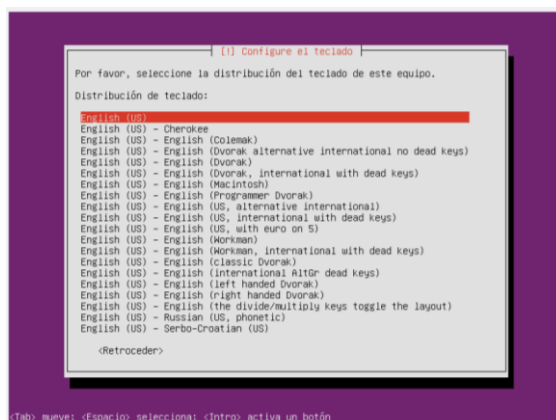 [!] Configure el teclado
Por favor, seleccione la distribución del teclado de este equipo.
Distribución de teclado:
English (US)
English (US) - Cherokee
English (US) - English (Colemak)
English (US) - English (Dvorak alternative international no dead keys)
English (US) - English (Dvorak)
English (US) - English (Dvorak, international with dead keys)
English (US) - English (Macintosh)
English (US) - English (Programmer Dvorak)
English (US) - English (US, alternative international)
English (US) - English (US, international with dead keys)
English (US) - English (US, with euro on 5)
English (US) - English (Workman)
English (US) - English (Workman, international with dead keys)
English (US) - English (classic Dvorak)
English (US) - English (international AltGr dead keys)
English (US) - English (left handed Dvorak)
English (US) - English (right handed Dvorak)
English (US) - English (the divide/multiply keys toggle the layout)
English (US) - Russian (US, phonetic)
English (US) - Serbo-Croatian (US)
<Retroceder>
<Tab> mueve; <Espacio> selecciona; <Intro> activa un botón